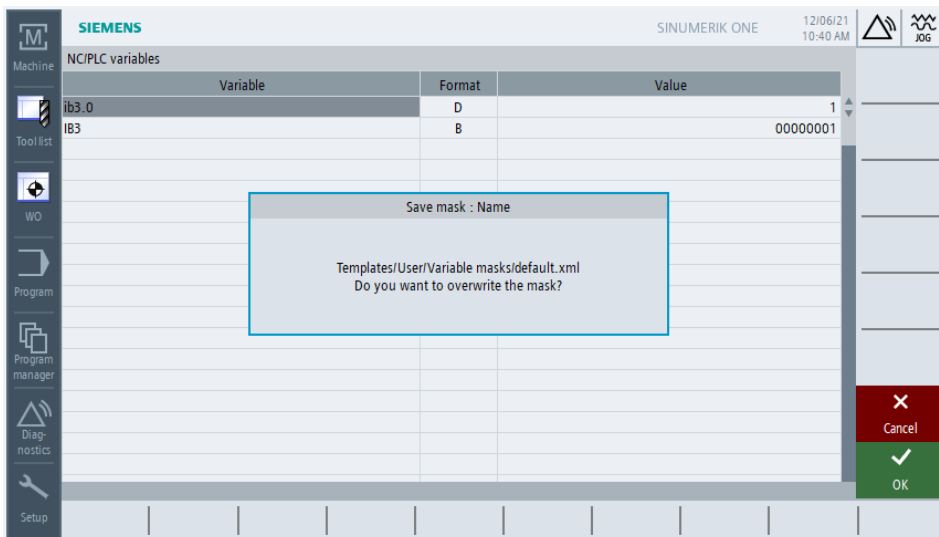 SIEMENS
SINUMERIK ONE
12/06/21
10:40 AM
M
JOG
Machine
NC/PLC variables
Variable Format Value
ib3.0 D 1
IB3 B 00000001
Tool list
WO
Save mask : Name
Templates/User/Variable masks/default.xml
Do you want to overwrite the mask?
Program
Program
manager
Diag-
nostics
Setup
Cancel
OK